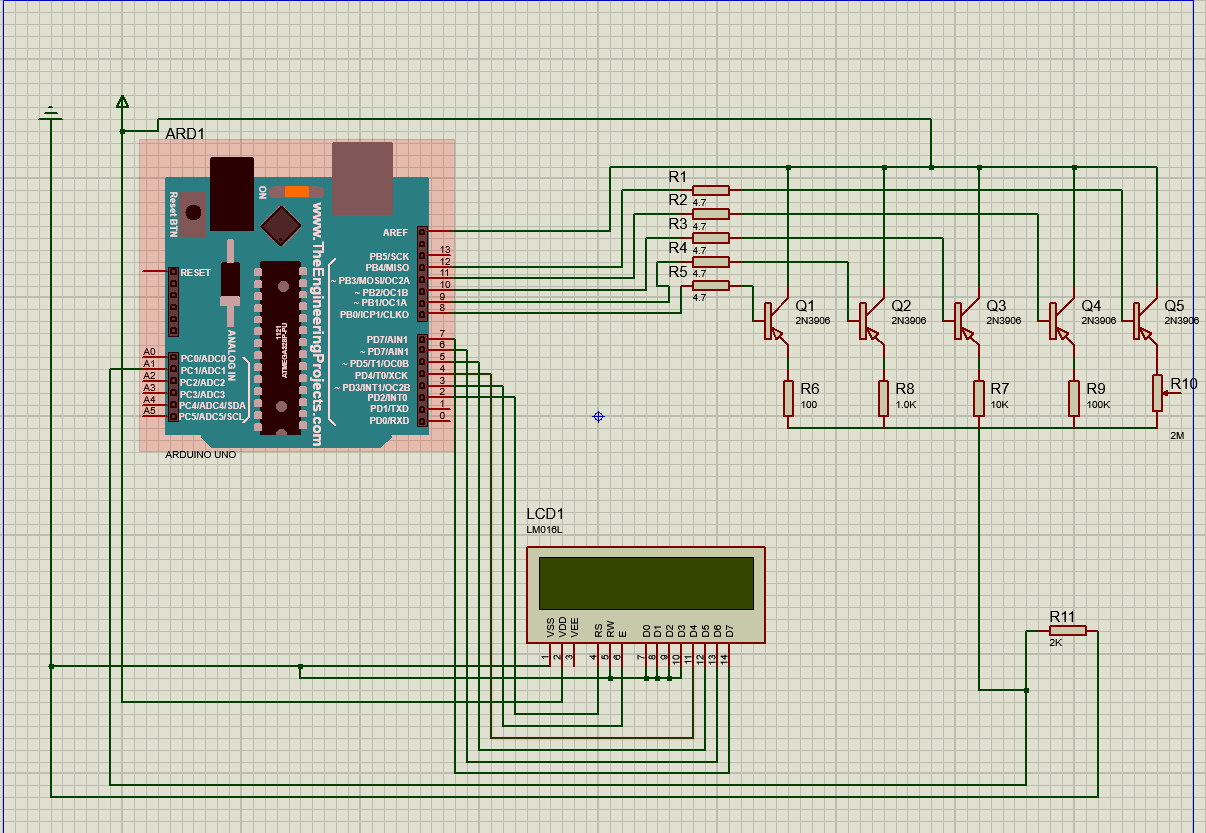 ARD1
ON
Reset BTN
www.TheEngineeringProjects.com
AREF
13
PB5/SCK
12
PB4/MISO
11
~ PB3/MOSI/OC2A
10
~ PB2/OC1B
9
~ PB1/OC1A
8
PB0/ICP1/CLKO
RESET
1121
ATMEGA328P-PU
ANALOG IN
7
PD7/AIN1
6
~ PD7/AIN1
5
~ PD5/T1/OC0B
4
PD4/T0/XCK
3
~ PD3/INT1/OC2B
2
PD2/INT0
1
PD1/TXD
0
PD0/RXD
A0
PC0/ADC0
A1
PC1/ADC1
A2
PC2/ADC2
A3
PC3/ADC3
A4
PC4/ADC4/SDA
A5
PC5/ADC5/SCL
ARDUINO UNO
R1
4.7
R2
4.7
R3
4.7
R4
4.7
R5
4.7
Q1
2N3906
Q2
2N3906
Q3
2N3906
Q4
2N3906
Q5
2N3906
R6
100
R8
1.0K
R7
10K
R9
100K
R10
2M
LCD1
LM016L
VSS
VDD
VEE
RS
RW
E
D0
D1
D2
D3
D4
D5
D6
D7
1
2
3
4
5
6
7
8
9
10
11
12
13
14
R11
2K